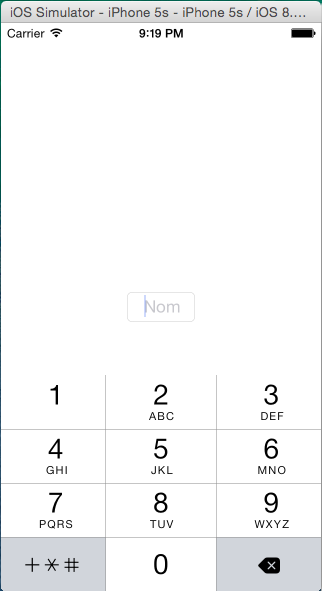 iOS Simulator - iPhone 5s - iPhone 5s / iOS 8....
Carrier 9:19 PM
Nom
1 2 3
ABC DEF
4 5 6
GHI JKL MNO
7 8 9
PQRS TUV WXYZ
+*# 0